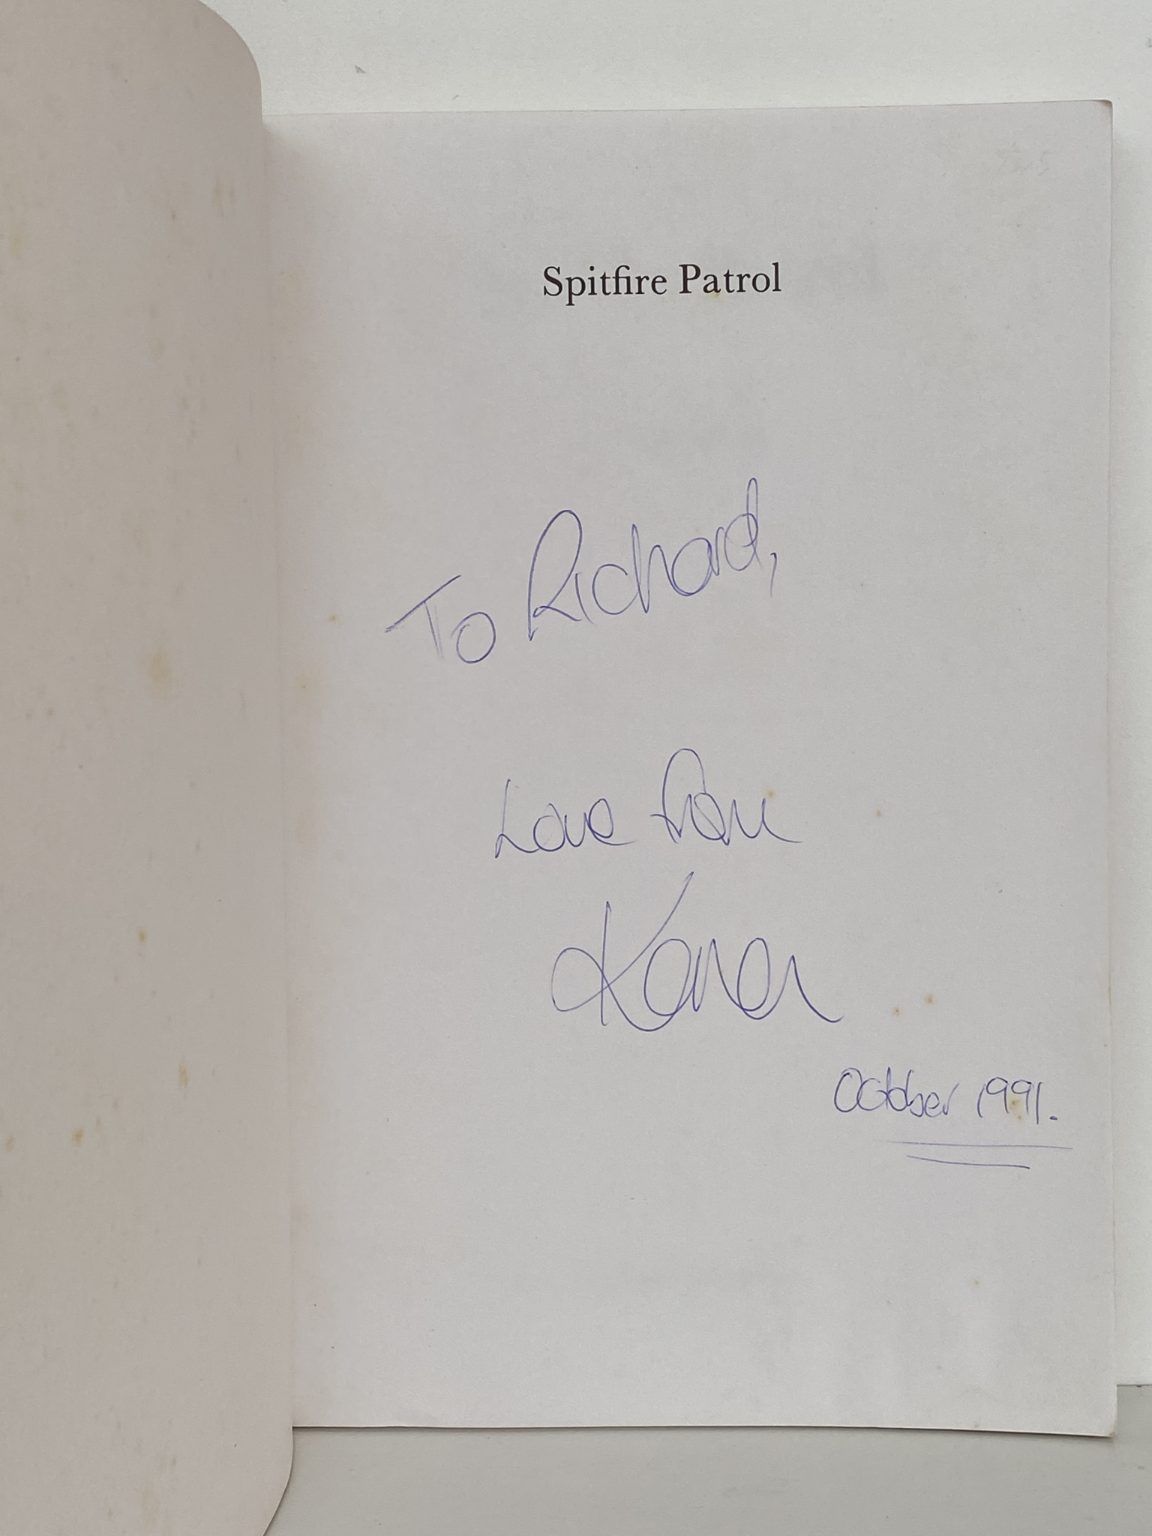 Spitfire Patrol
To Richard,
Love from
Karen
October 1991.